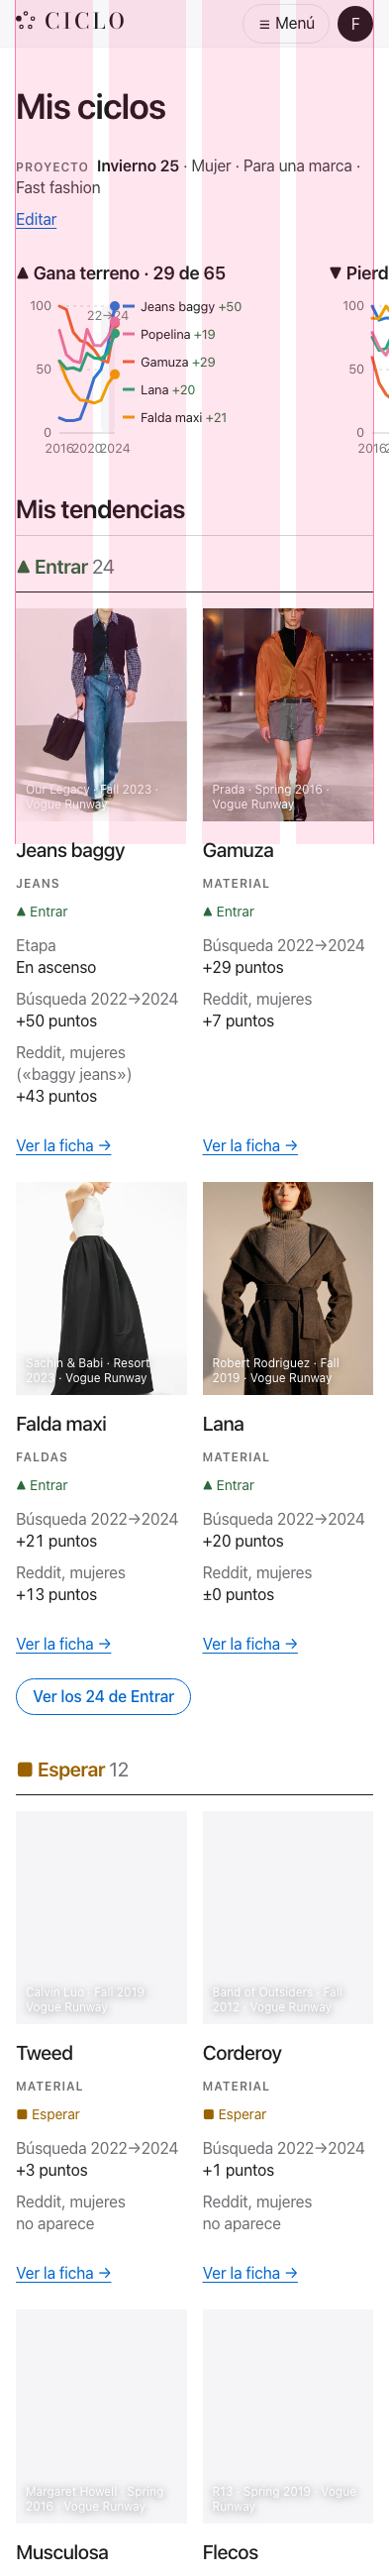 CICLO
≡ Menú
F
Mis ciclos
PROYECTO Invierno 25 · Mujer · Para una marca ·
Fast fashion
Editar
▲ Gana terreno · 29 de 65
▼ Pierd
100
50
0
22→24
2016 2020 2024
Jeans baggy +50
Popelina +19
Gamuza +29
Lana +20
Falda maxi +21
100
50
0
2016
Mis tendencias
▲ Entrar 24
Our Legacy · Fall 2023 ·
Vogue Runway
Prada · Spring 2016 ·
Vogue Runway
Jeans baggy
JEANS
▲ Entrar
Etapa
En ascenso
Búsqueda 2022→2024
+50 puntos
Reddit, mujeres
(«baggy jeans»)
+43 puntos
Ver la ficha →
Gamuza
MATERIAL
▲ Entrar
Búsqueda 2022→2024
+29 puntos
Reddit, mujeres
+7 puntos
Ver la ficha →
Sachin & Babi · Resort
2023 · Vogue Runway
Robert Rodriguez · Fall
2019 · Vogue Runway
Falda maxi
FALDAS
▲ Entrar
Búsqueda 2022→2024
+21 puntos
Reddit, mujeres
+13 puntos
Ver la ficha →
Lana
MATERIAL
▲ Entrar
Búsqueda 2022→2024
+20 puntos
Reddit, mujeres
±0 puntos
Ver la ficha →
Ver los 24 de Entrar
■ Esperar 12
Calvin Luo · Fall 2019 ·
Vogue Runway
Band of Outsiders · Fall
2012 · Vogue Runway
Tweed
MATERIAL
■ Esperar
Búsqueda 2022→2024
+3 puntos
Reddit, mujeres
no aparece
Ver la ficha →
Corderoy
MATERIAL
■ Esperar
Búsqueda 2022→2024
+1 puntos
Reddit, mujeres
no aparece
Ver la ficha →
Margaret Howell · Spring
2016 · Vogue Runway
R13 · Spring 2019 · Vogue
Runway
Musculosa
Flecos